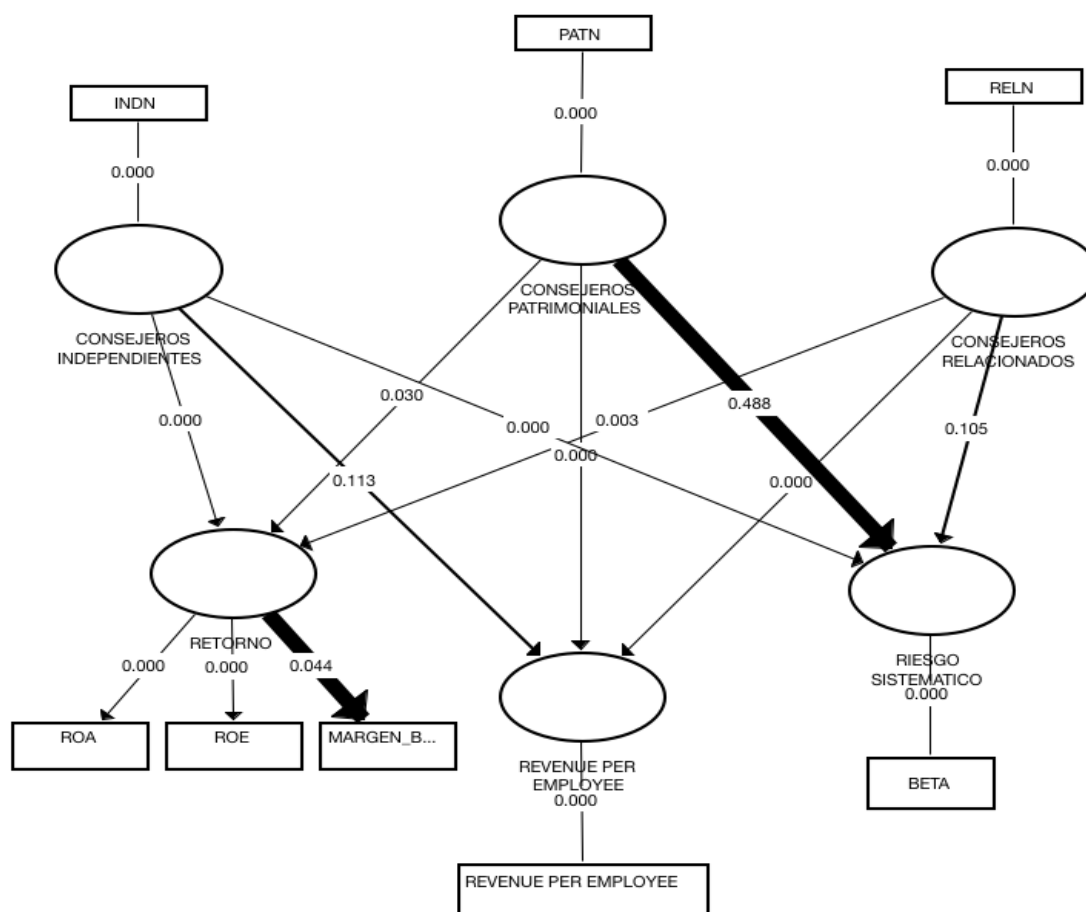 PATN
INDN
RELN
0.000
0.000
0.000
CONSEJEROS
PATRIMONIALES
CONSEJEROS
INDEPENDIENTES
CONSEJEROS
RELACIONADOS
0.030
0.488
0.000
0.000
0.003
0.105
0.000
0.113
0.000
RETORNO
0.000
0.000
0.044
RIESGO
SISTEMATICO
0.000
ROA
ROE
MARGEN_B...
REVENUE PER
EMPLOYEE
0.000
BETA
REVENUE PER EMPLOYEE